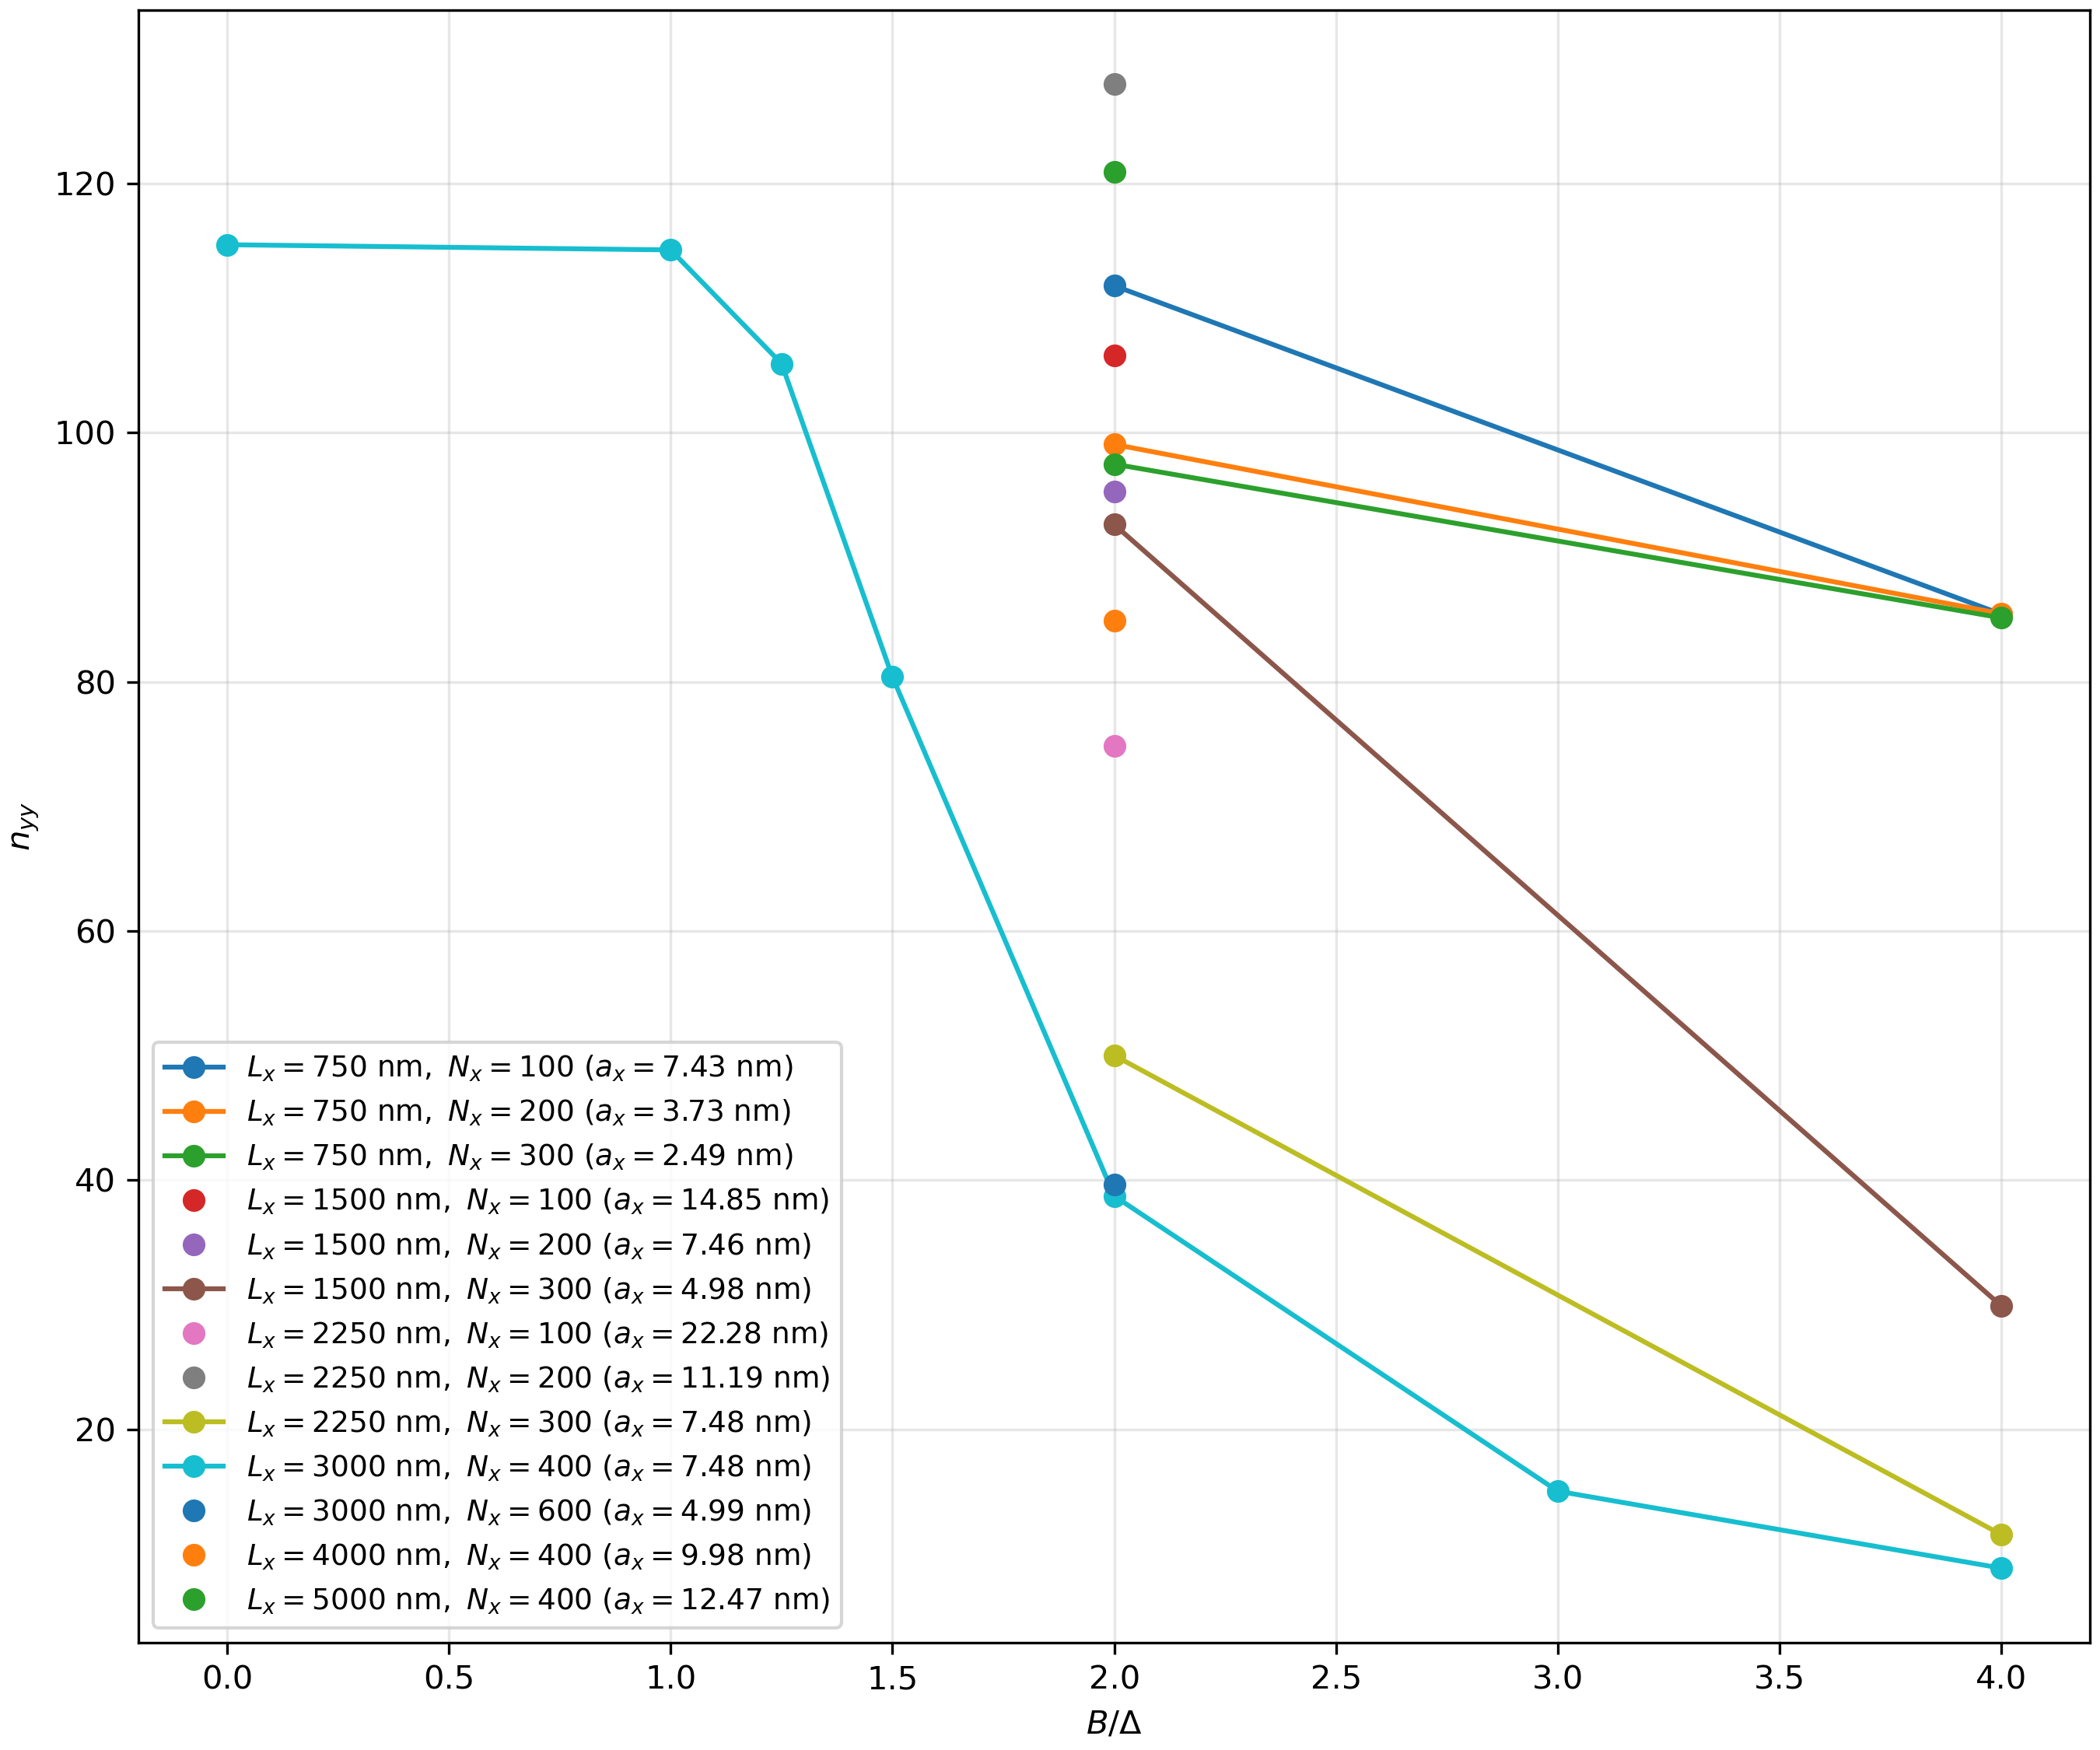 120
100
80
60
40
20
n_yy
L_x = 750 nm, N_x = 100 (a_x = 7.43 nm)
L_x = 750 nm, N_x = 200 (a_x = 3.73 nm)
L_x = 750 nm, N_x = 300 (a_x = 2.49 nm)
L_x = 1500 nm, N_x = 100 (a_x = 14.85 nm)
L_x = 1500 nm, N_x = 200 (a_x = 7.46 nm)
L_x = 1500 nm, N_x = 300 (a_x = 4.98 nm)
L_x = 2250 nm, N_x = 100 (a_x = 22.28 nm)
L_x = 2250 nm, N_x = 200 (a_x = 11.19 nm)
L_x = 2250 nm, N_x = 300 (a_x = 7.48 nm)
L_x = 3000 nm, N_x = 400 (a_x = 7.48 nm)
L_x = 3000 nm, N_x = 600 (a_x = 4.99 nm)
L_x = 4000 nm, N_x = 400 (a_x = 9.98 nm)
L_x = 5000 nm, N_x = 400 (a_x = 12.47 nm)
0.0 0.5 1.0 1.5 2.0 2.5 3.0 3.5 4.0
B/Δ